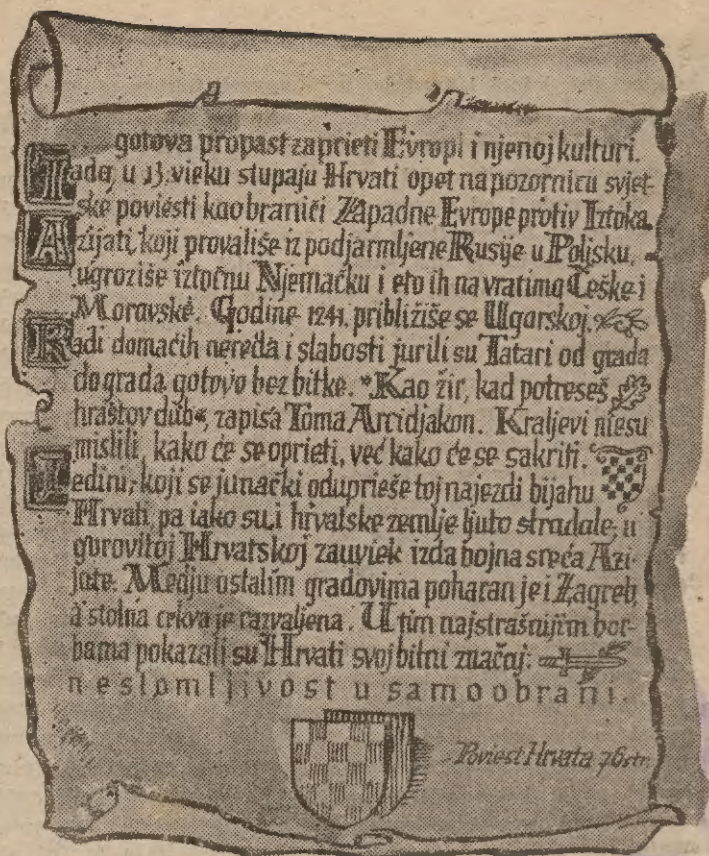 gotova propast zaprieti Evropi i njenoj kulturi.
Tada, u 13. vieku stupaju Hrvati opet na pozornicu svjet-
ske poviesti kao branići Zapadne Evrope protiv Iztoka.
Azijati, koji provališe iz podjarmljene Rusije u Poljsku,
ugroziše iztočnu Njemačku i eto ih na vratima Češke i
Moravske. Godine 1241. približiše se Ugarskoj.
Radi domaćih nereda i slabosti jurili su Tatari od grada
do grada gotovo bez bitke. "Kao žir, kad potreseš
hrastov dub", zapisa Toma Arcidjakon. Kraljevi niesu
mislili, kako će se oprieti, već kako će se sakriti.
Jedini, koji se junački oduprieše toj najezdi bijahu
Hrvati, pa iako su i hrvatske zemlje ljuto stradale, u
gorovitoj Hrvatskoj zauviek izda bojna sreća Azi-
jate. Medju ostalim gradovima poharan je i Zagreb,
a stolna crkva je razvaljena. U tim najstrašnijim bor-
bama pokazali su Hrvati svoj bitni značaj:
neslomljivost u samoobrani.
Poviest Hrvata 76 str.